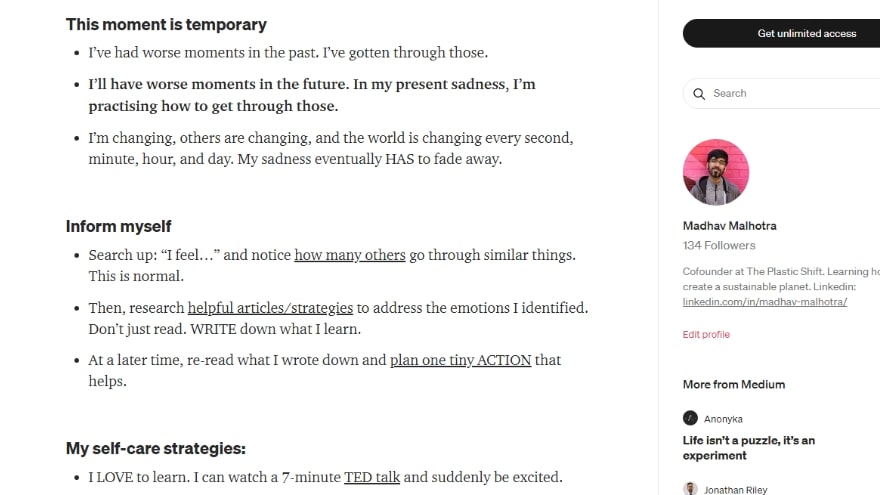 This moment is temporary
• I’ve had worse moments in the past. I’ve gotten through those.
• I’ll have worse moments in the future. In my present sadness, I’m
practising how to get through those.
• I’m changing, others are changing, and the world is changing every second,
minute, hour, and day. My sadness eventually HAS to fade away.
Inform myself
• Search up: “I feel…” and notice how many others go through similar things.
This is normal.
• Then, research helpful articles/strategies to address the emotions I identified.
Don’t just read. WRITE down what I learn.
• At a later time, re-read what I wrote down and plan one tiny ACTION that
helps.
My self-care strategies:
• I LOVE to learn. I can watch a 7-minute TED talk and suddenly be excited.
Get unlimited access
Search
Madhav Malhotra
134 Followers
Cofounder at The Plastic Shift. Learning ho
create a sustainable planet. Linkedin:
linkedin.com/in/madhav-malhotra/
Edit profile
More from Medium
Anonyka
Life isn’t a puzzle, it’s an
experiment
Jonathan Riley